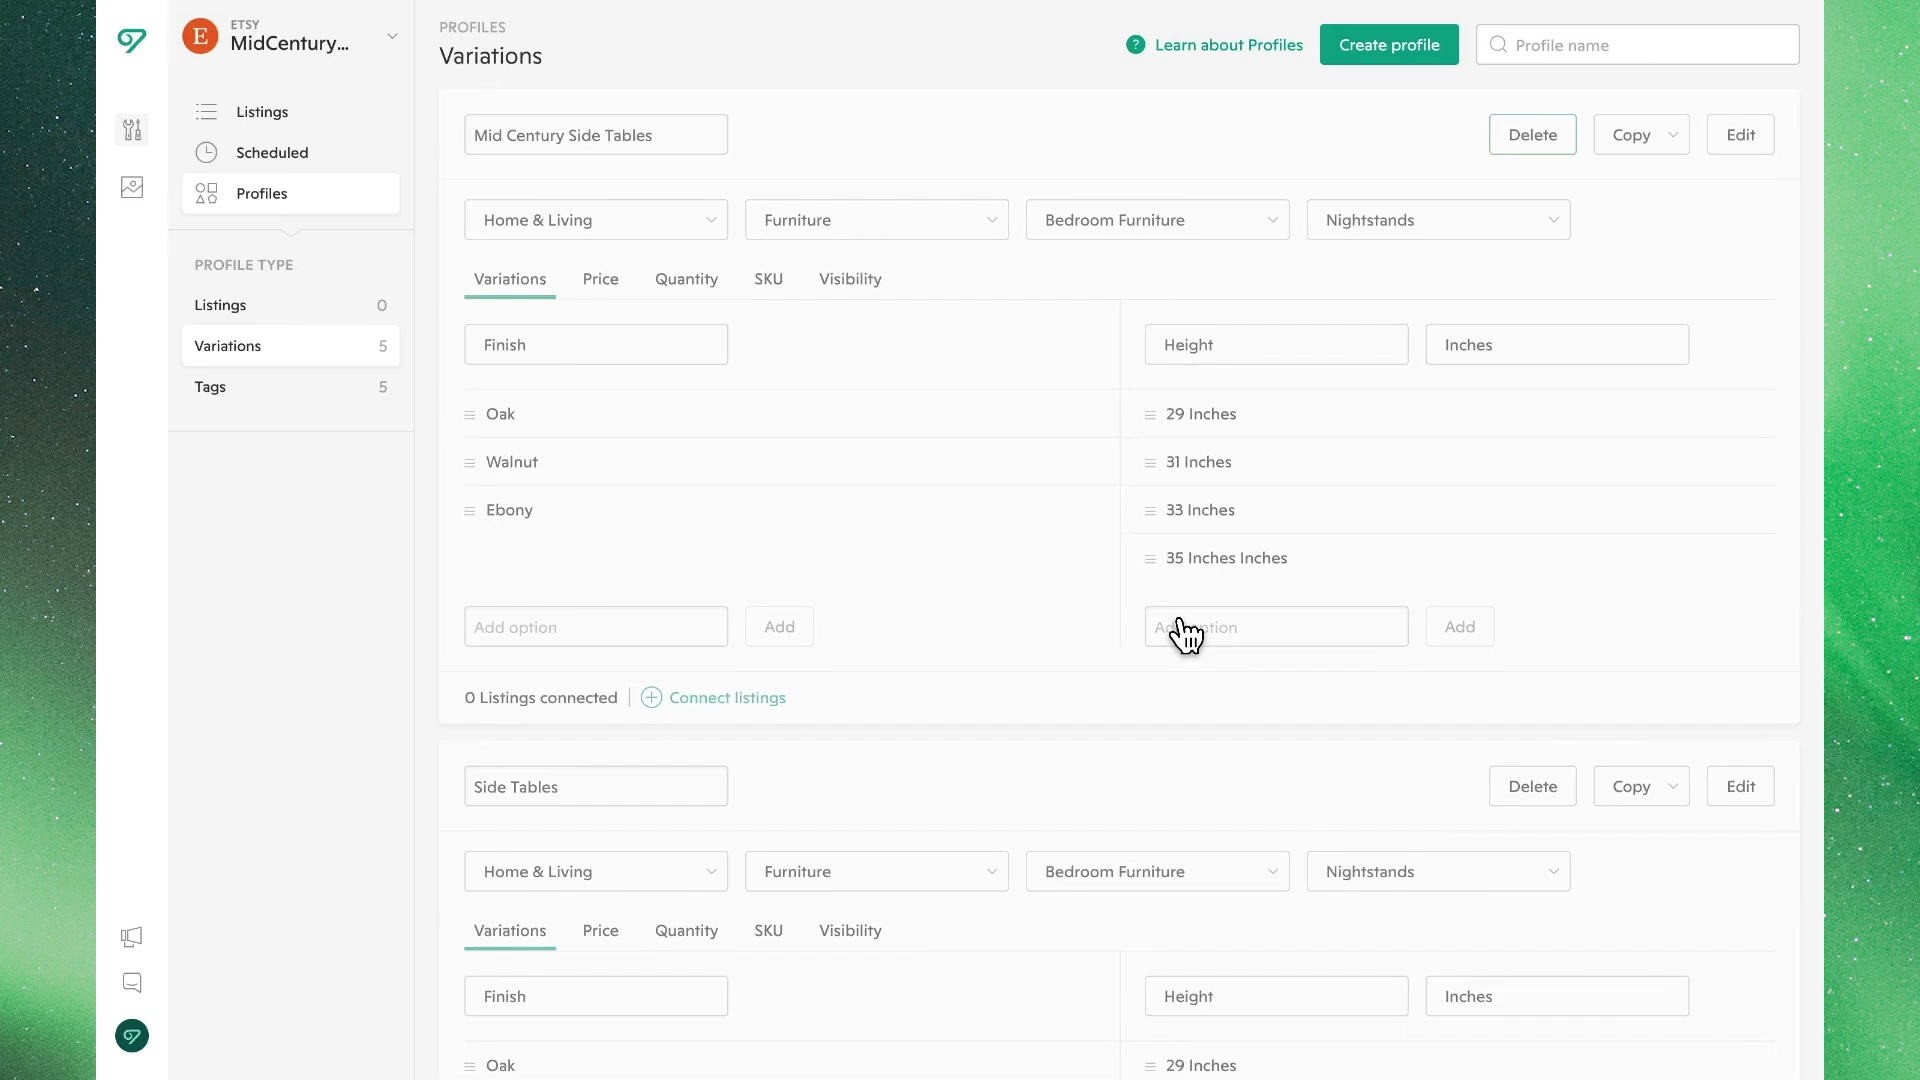 E
ETSY
MidCentury...
Listings
Scheduled
Profiles
PROFILE TYPE
Listings 0
Variations 5
Tags 5
PROFILES
Variations
? Learn about Profiles
Create profile
Profile name
Mid Century Side Tables
Delete
Copy
Edit
Home & Living
Furniture
Bedroom Furniture
Nightstands
Variations Price Quantity SKU Visibility
Finish
Height
Inches
Oak
29 Inches
Walnut
31 Inches
Ebony
33 Inches
35 Inches Inches
Add option
Add
Add option
Add
0 Listings connected
Connect listings
Side Tables
Delete
Copy
Edit
Home & Living
Furniture
Bedroom Furniture
Nightstands
Variations Price Quantity SKU Visibility
Finish
Height
Inches
Oak
29 Inches